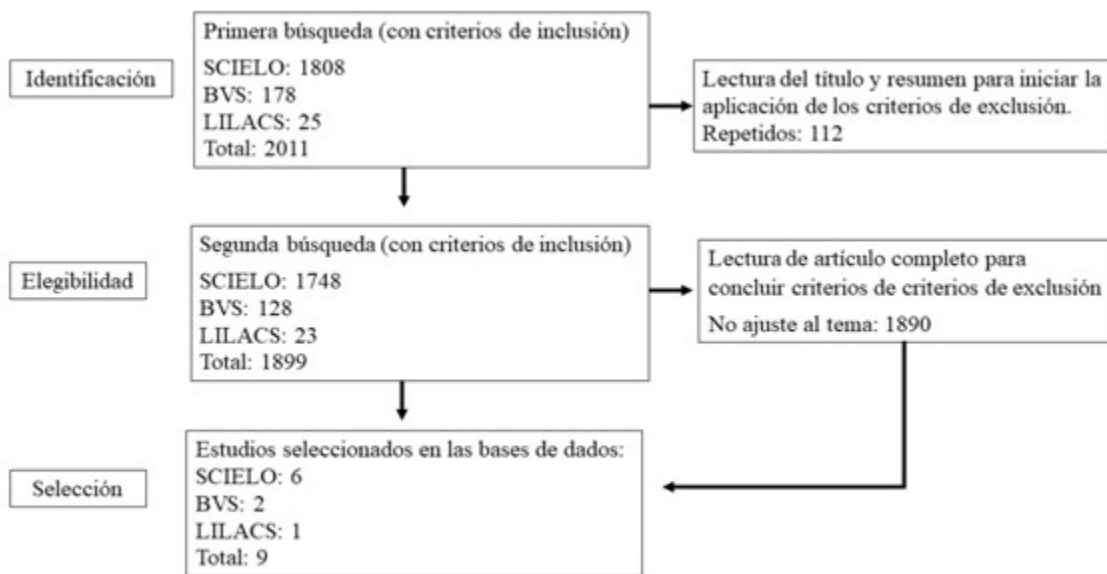 Identificación
Primera búsqueda (con criterios de inclusión)
SCIELO: 1808
BVS: 178
LILACS: 25
Total: 2011
Lectura del título y resumen para iniciar la
aplicación de los criterios de exclusión.
Repetidos: 112
Elegibilidad
Segunda búsqueda (con criterios de inclusión)
SCIELO: 1748
BVS: 128
LILACS: 23
Total: 1899
Lectura de artículo completo para
concluir criterios de criterios de exclusión
No ajuste al tema: 1890
Selección
Estudios seleccionados en las bases de dados:
SCIELO: 6
BVS: 2
LILACS: 1
Total: 9